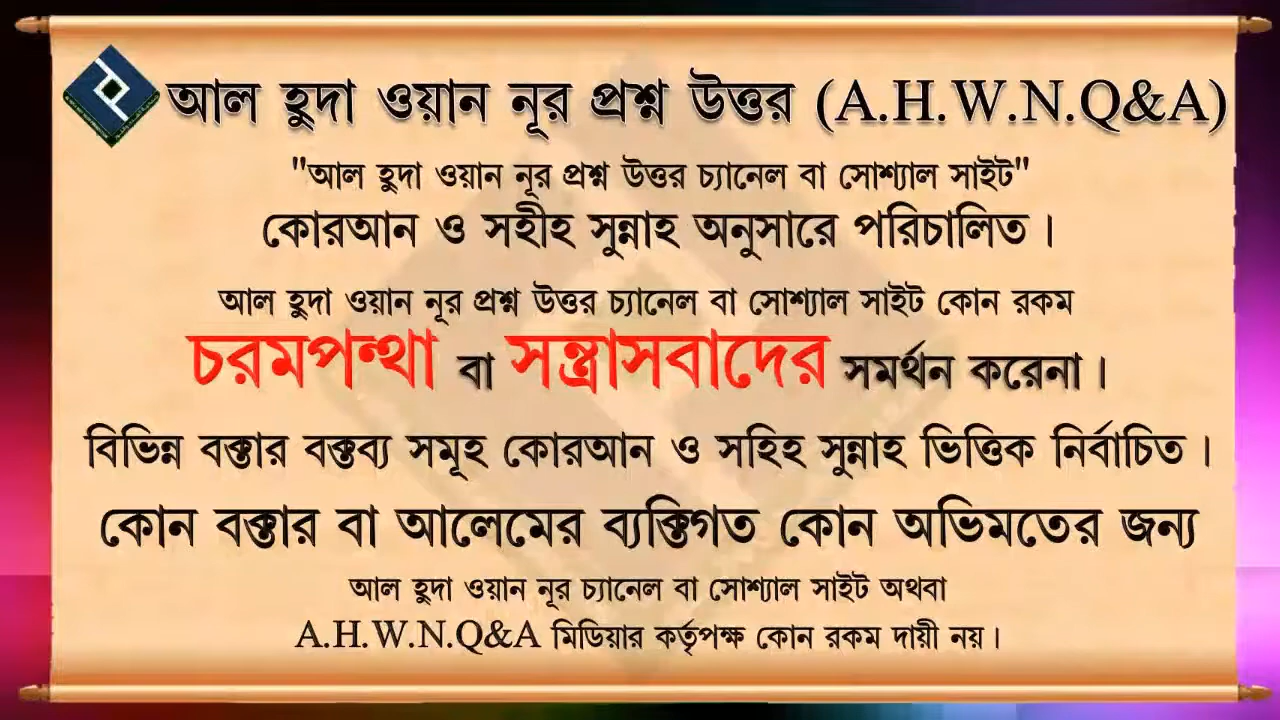 আল হুদা ওয়ান নূর প্রশ্ন উত্তর (A.H.W.N.Q&A)
"আল হুদা ওয়ান নূর প্রশ্ন উত্তর চ্যানেল বা সোশ্যাল সাইট"
কোরআন ও সহীহ সুন্নাহ অনুসারে পরিচালিত।
আল হুদা ওয়ান নূর প্রশ্ন উত্তর চ্যানেল বা সোশ্যাল সাইট কোন রকম
চরমপন্থা বা সন্ত্রাসবাদের সমর্থন করেনা।
বিভিন্ন বক্তার বক্তব্য সমূহ কোরআন ও সহিহ সুন্নাহ ভিত্তিক নির্বাচিত।
কোন বক্তার বা আলেমের ব্যক্তিগত কোন অভিমতের জন্য
আল হুদা ওয়ান নূর চ্যানেল বা সোশ্যাল সাইট অথবা
A.H.W.N.Q&A মিডিয়ার কর্তৃপক্ষ কোন রকম দায়ী নয়।